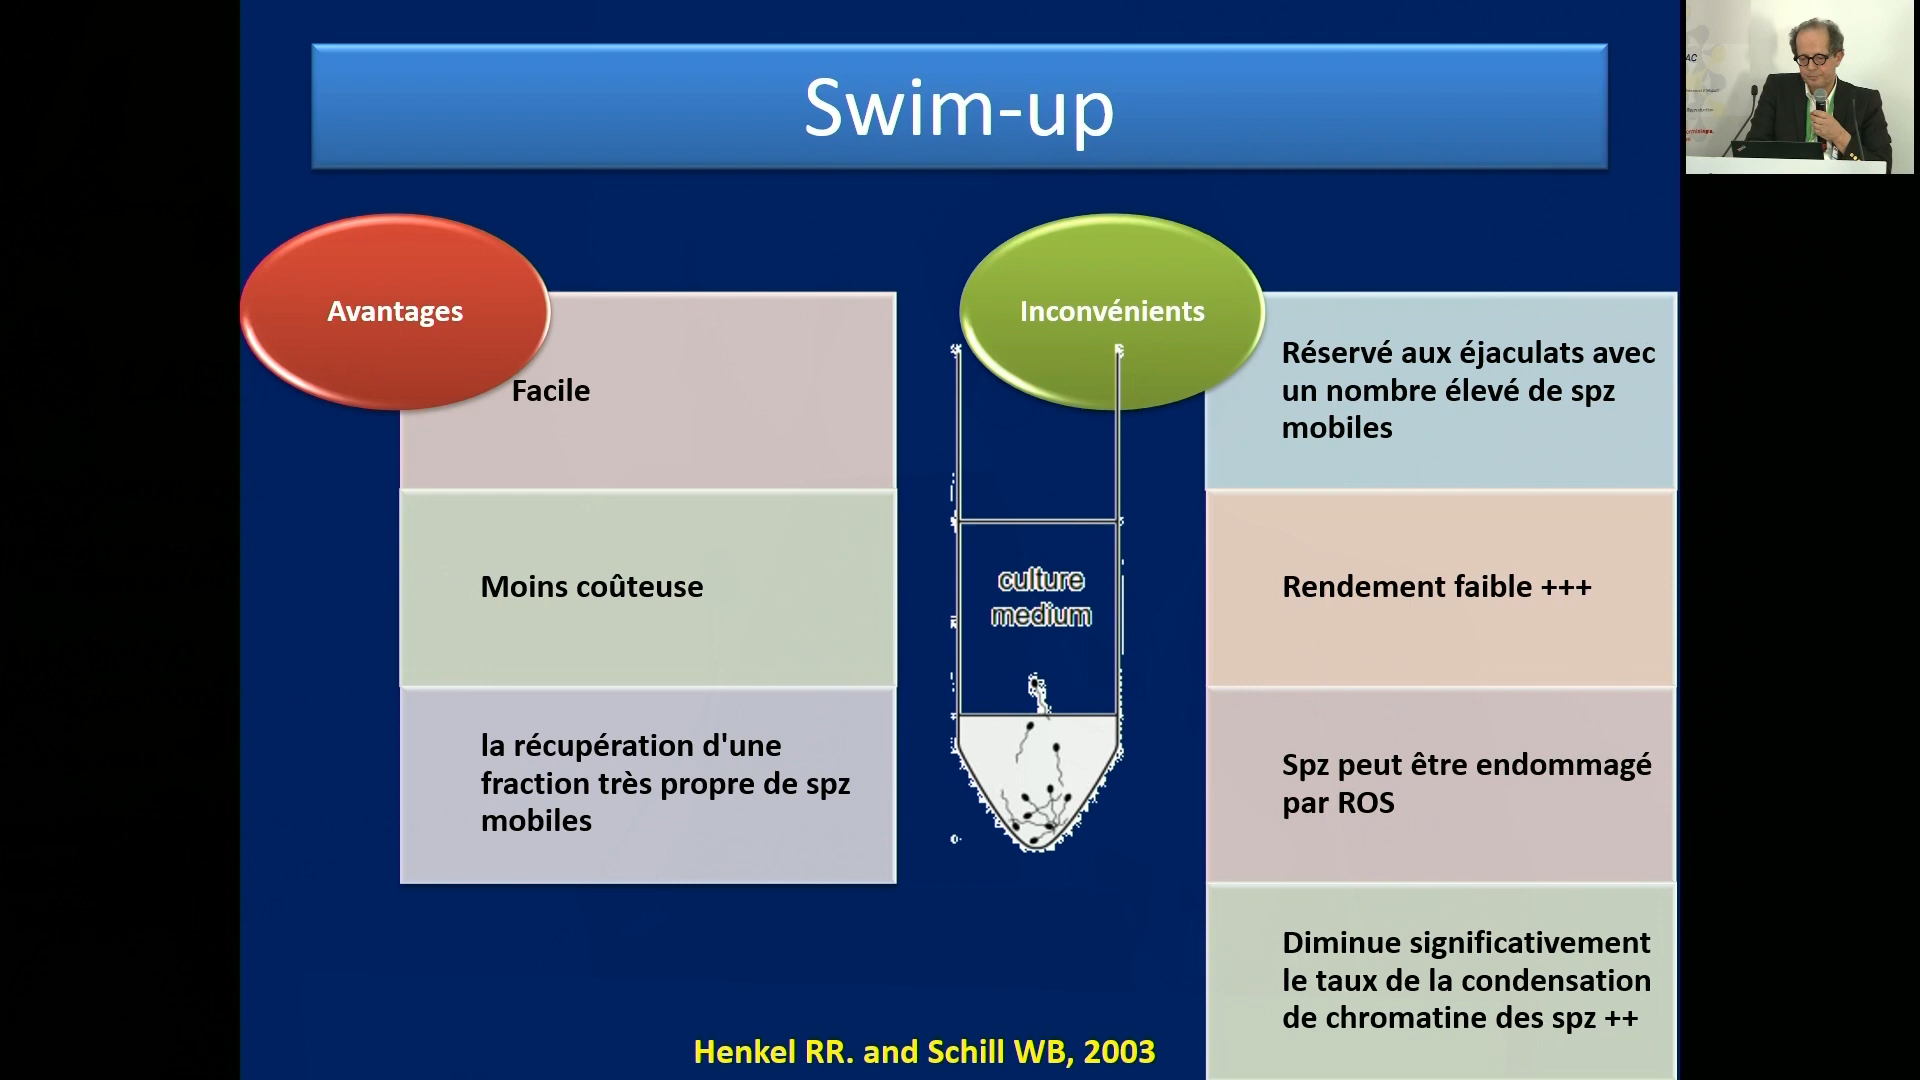 Swim-up
Avantages
Facile
Moins coûteuse
la récupération d'une
fraction très propre de spz
mobiles
culture
medium
Inconvénients
Réservé aux éjaculats avec
un nombre élevé de spz
mobiles
Rendement faible +++
Spz peut être endommagé
par ROS
Diminue significativement
le taux de la condensation
de chromatine des spz ++
Henkel RR. and Schill WB, 2003
AC